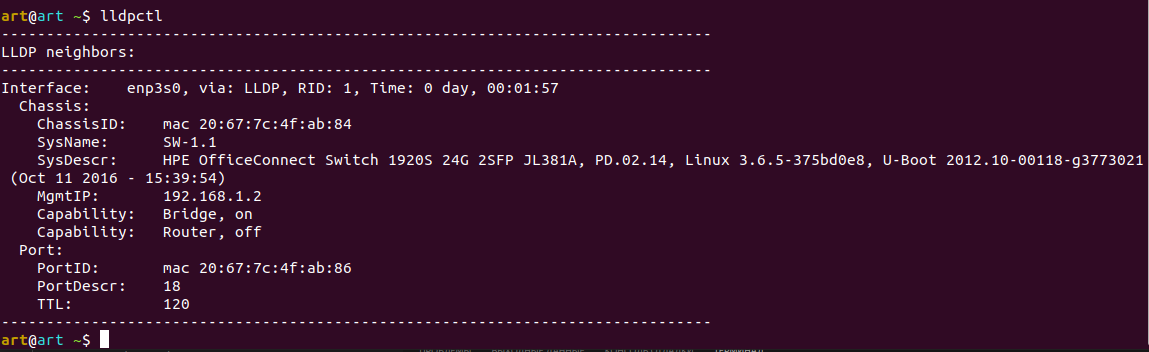 art@art ~$ lldpctl
-------------------------------------------------------------------------------
LLDP neighbors:
-------------------------------------------------------------------------------
Interface:    enp3s0, via: LLDP, RID: 1, Time: 0 day, 00:01:57
  Chassis:
    ChassisID:    mac 20:67:7c:4f:ab:84
    SysName:      SW-1.1
    SysDescr:     HPE OfficeConnect Switch 1920S 24G 2SFP JL381A, PD.02.14, Linux 3.6.5-375bd0e8, U-Boot 2012.10-00118-g3773021
 (Oct 11 2016 - 15:39:54)
    MgmtIP:       192.168.1.2
    Capability:   Bridge, on
    Capability:   Router, off
  Port:
    PortID:       mac 20:67:7c:4f:ab:86
    PortDescr:    18
    TTL:          120
-------------------------------------------------------------------------------
art@art ~$